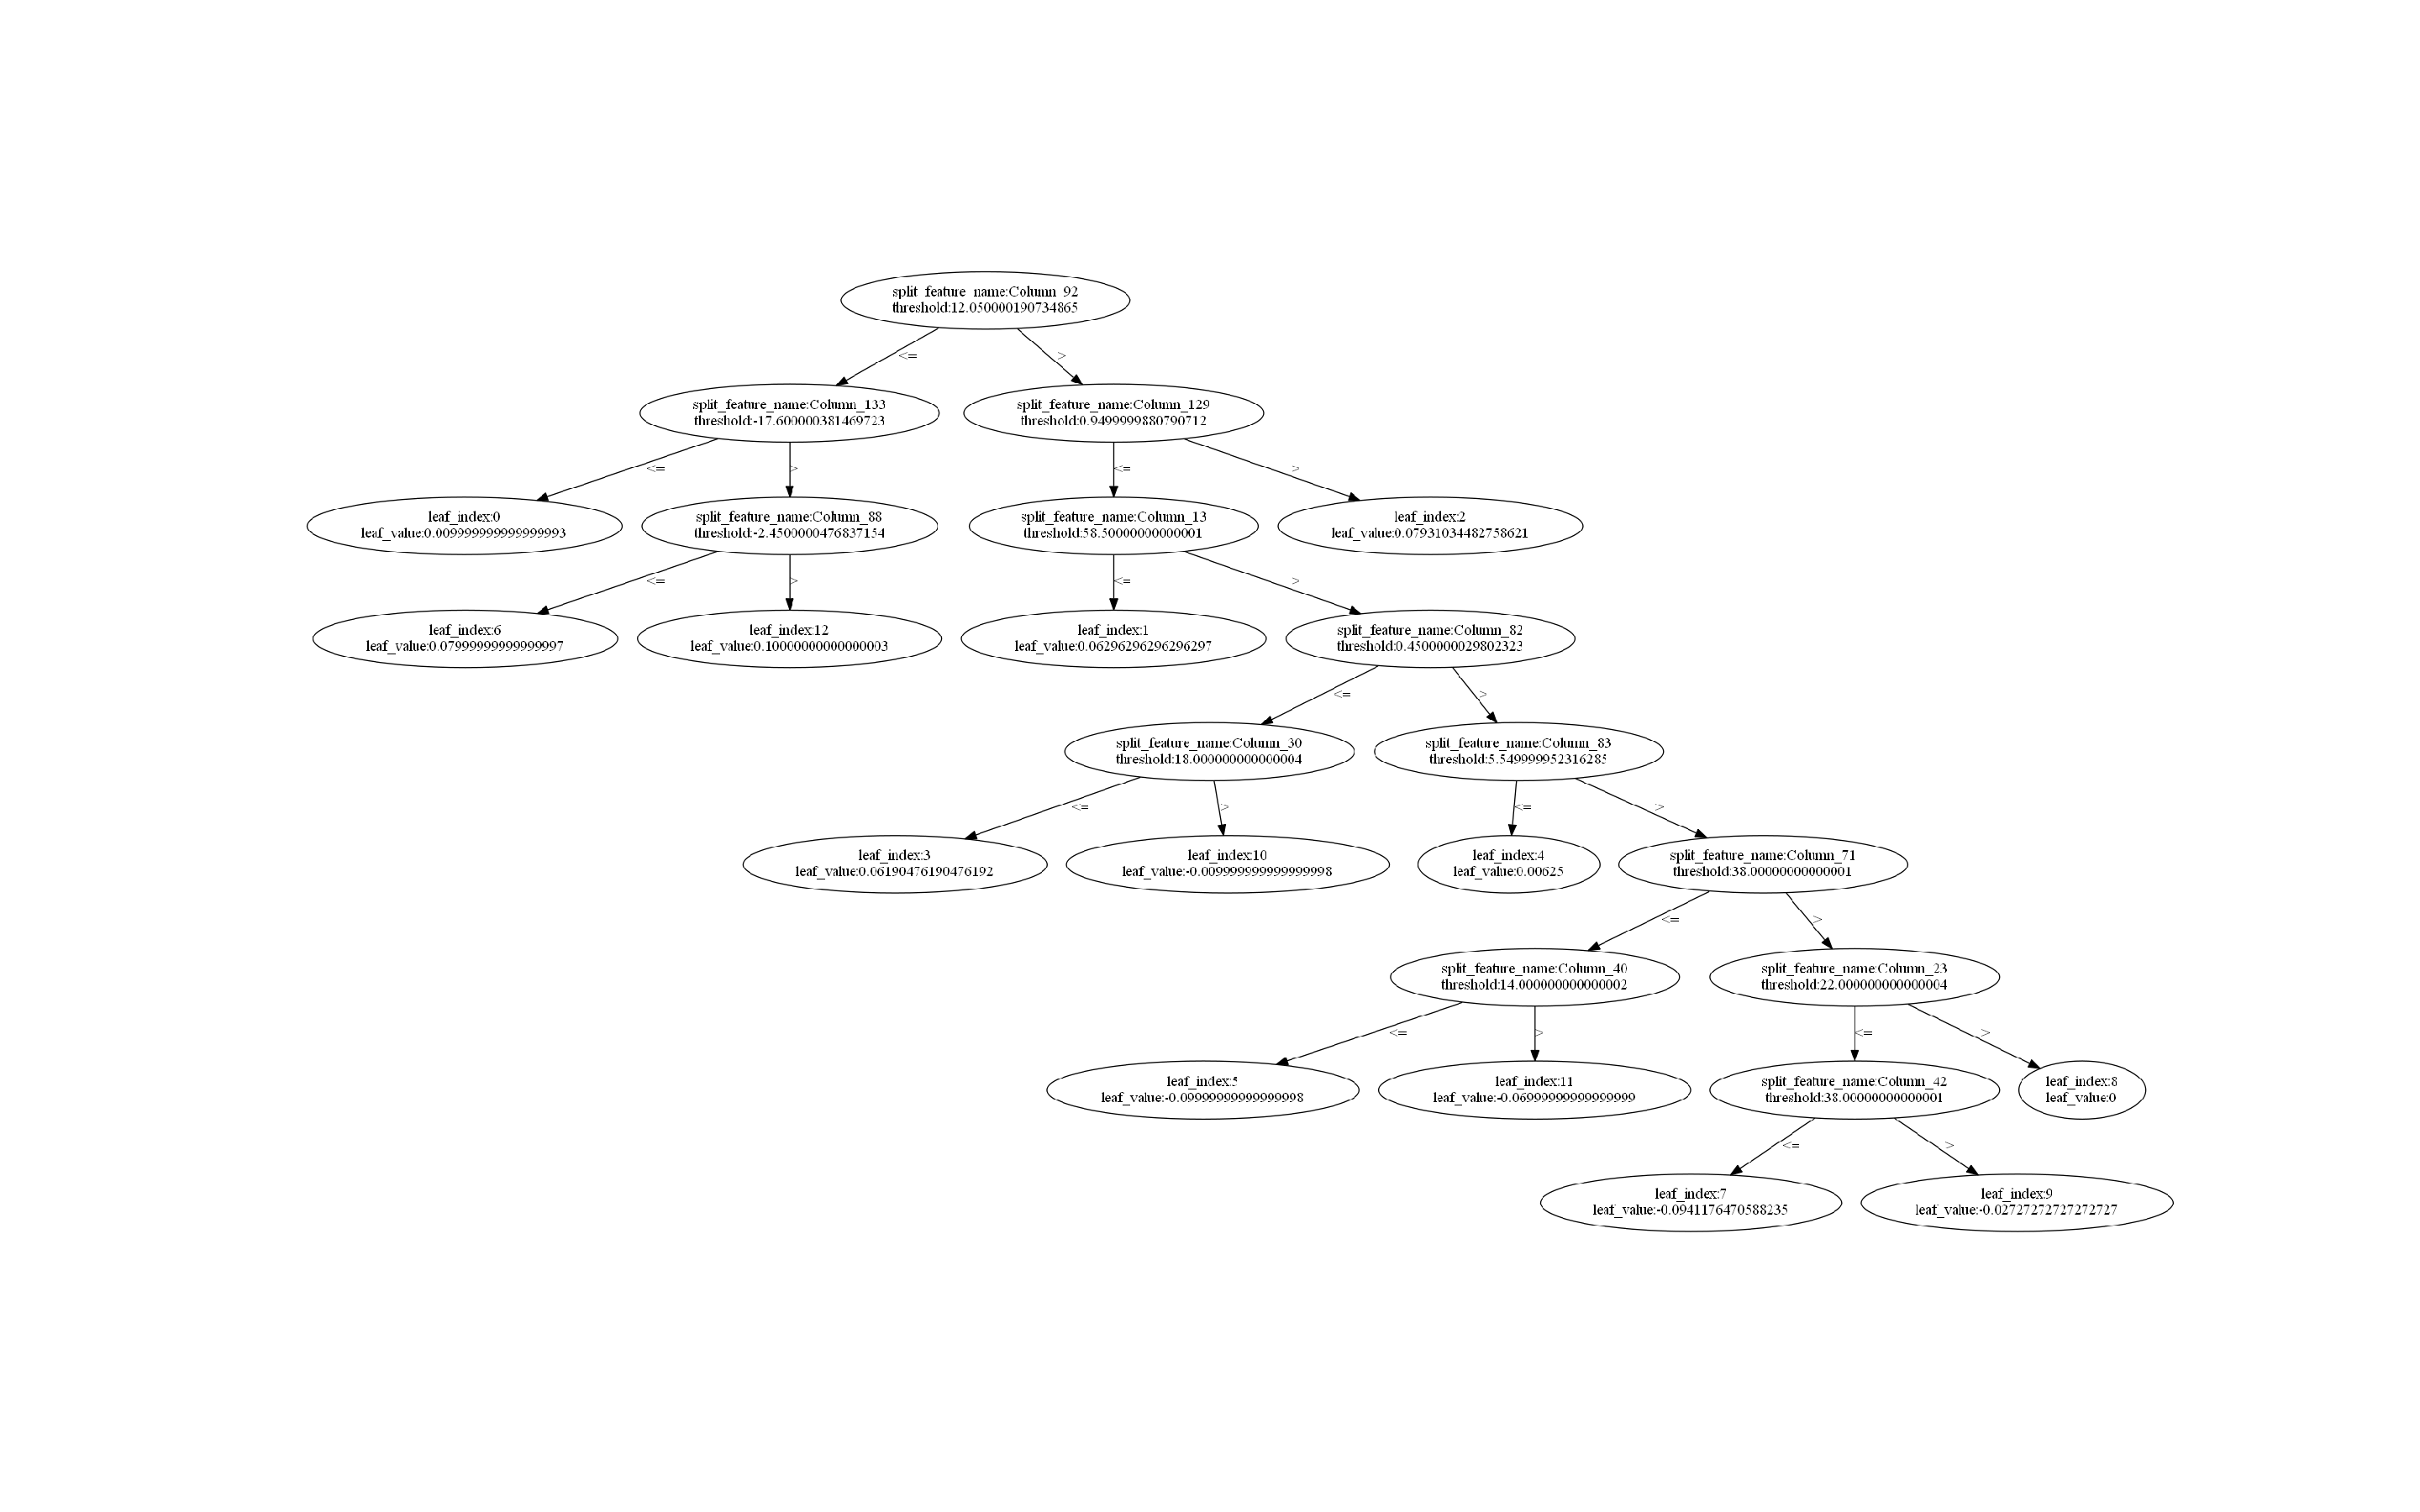 split_feature_name:Column_92
threshold:12.050000190734865
<=
>
split_feature_name:Column_133
threshold:-17.600000381469723
split_feature_name:Column_129
threshold:0.9499999880790712
<=
>
<=
>
leaf_index:0
leaf_value:0.009999999999999993
split_feature_name:Column_88
threshold:-2.4500000476837154
split_feature_name:Column_13
threshold:58.50000000000001
leaf_index:2
leaf_value:0.07931034482758621
<=
>
<=
>
leaf_index:6
leaf_value:0.07999999999999997
leaf_index:12
leaf_value:0.10000000000000003
leaf_index:1
leaf_value:0.06296296296296297
split_feature_name:Column_82
threshold:0.4500000029802323
<=
>
split_feature_name:Column_30
threshold:18.000000000000004
split_feature_name:Column_83
threshold:5.549999952316285
<=
>
<=
>
leaf_index:3
leaf_value:0.06190476190476192
leaf_index:10
leaf_value:-0.009999999999999998
leaf_index:4
leaf_value:0.00625
split_feature_name:Column_71
threshold:38.00000000000001
<=
>
split_feature_name:Column_40
threshold:14.000000000000002
split_feature_name:Column_23
threshold:22.000000000000004
<=
>
<=
>
leaf_index:5
leaf_value:-0.09999999999999998
leaf_index:11
leaf_value:-0.06999999999999999
split_feature_name:Column_42
threshold:38.00000000000001
leaf_index:8
leaf_value:0
<=
>
leaf_index:7
leaf_value:-0.0941176470588235
leaf_index:9
leaf_value:-0.02727272727272727